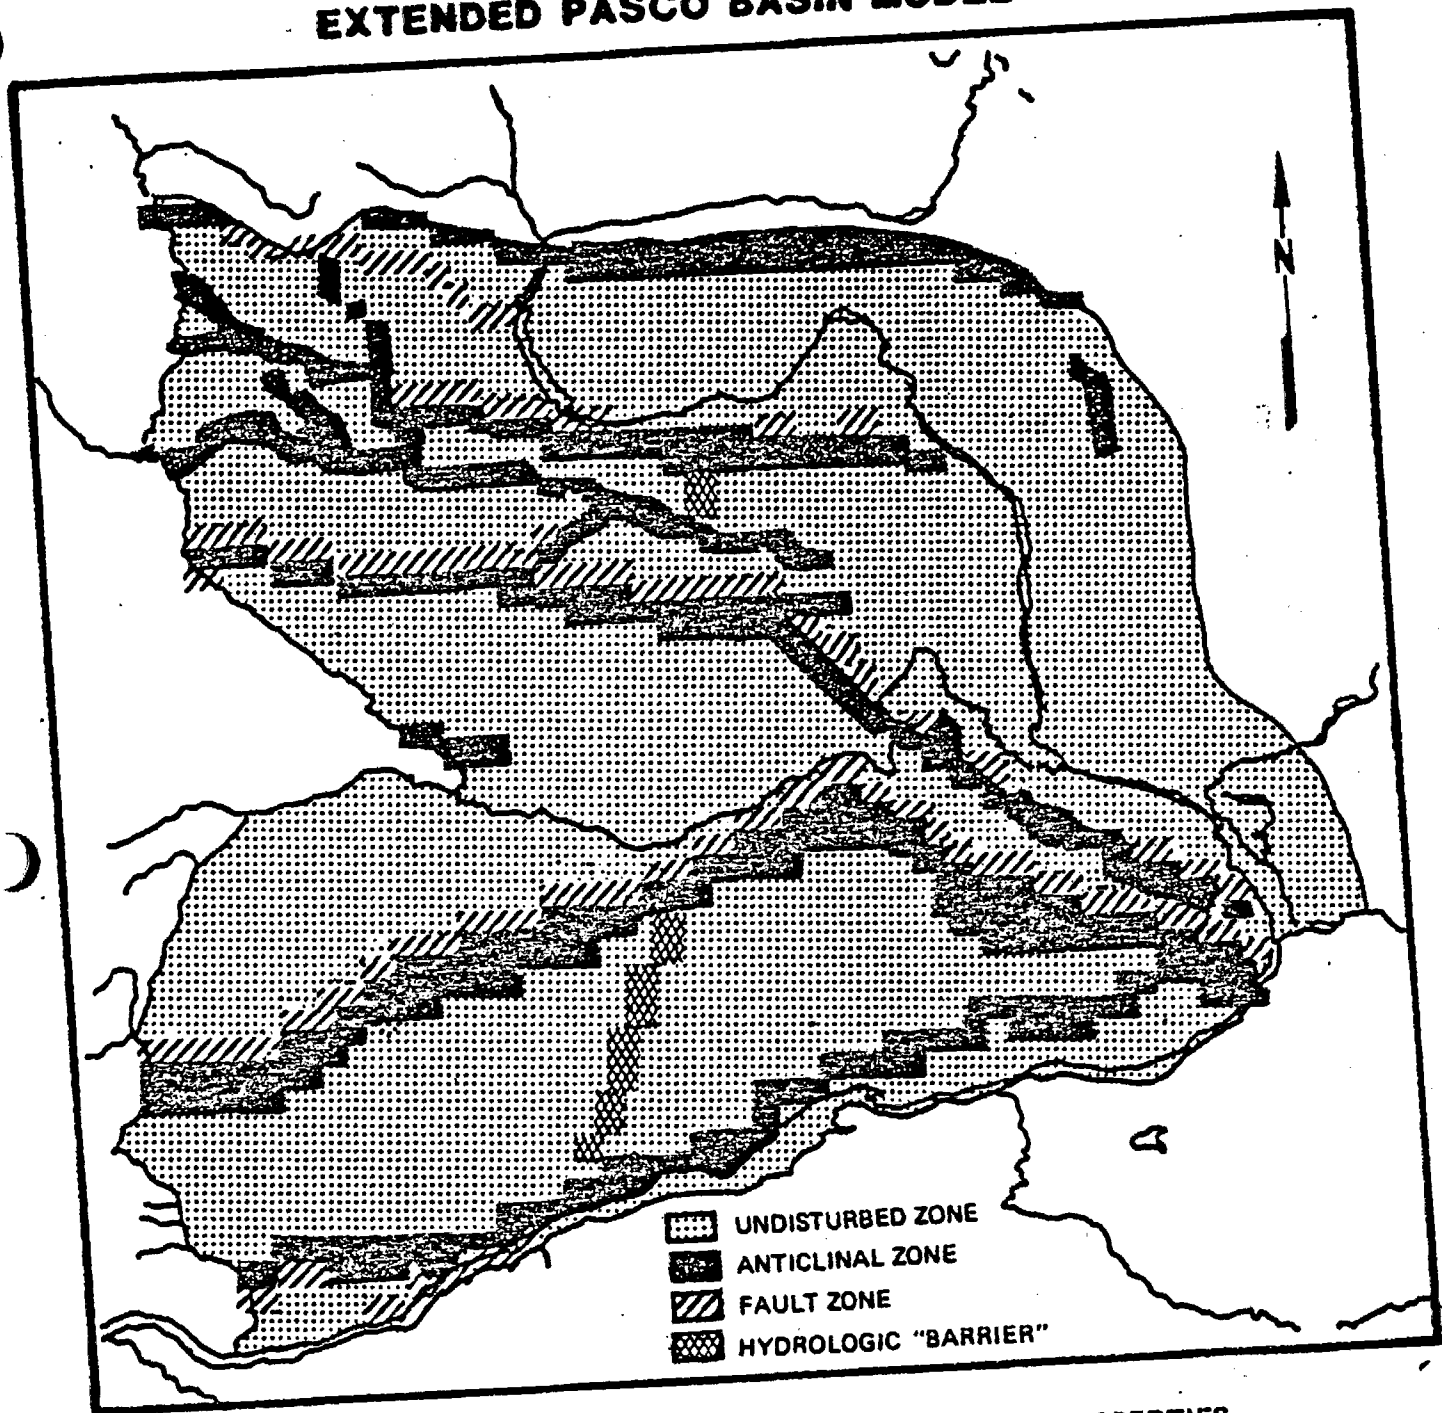 EXTENDED PASCO BASIN MODEL
N
UNDISTURBED ZONE
ANTICLINAL ZONE
FAULT ZONE
HYDROLOGIC "BARRIER"